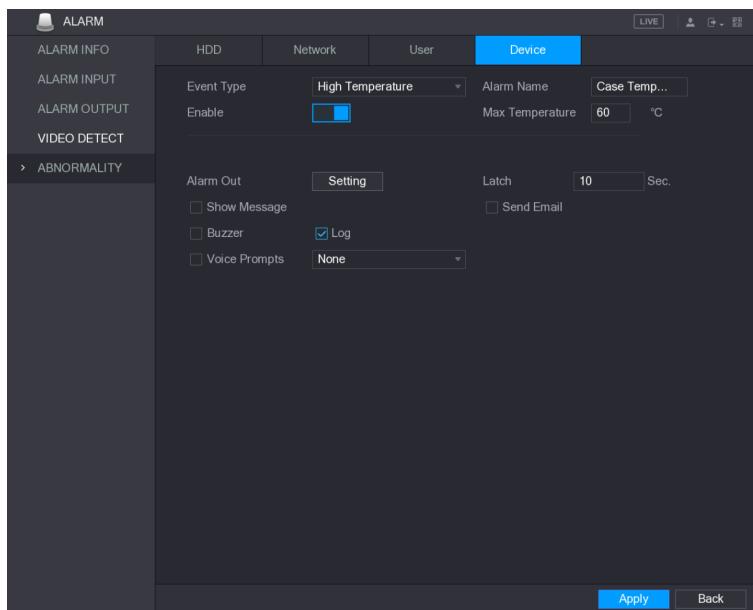 ALARM
LIVE
ALARM INFO
ALARM INPUT
ALARM OUTPUT
VIDEO DETECT
> ABNORMALITY
HDD Network User Device
Event Type High Temperature Alarm Name Case Temp...
Enable Max Temperature 60 °C
Alarm Out Setting Latch 10 Sec.
Show Message Send Email
Buzzer Log
Voice Prompts None
Apply Back